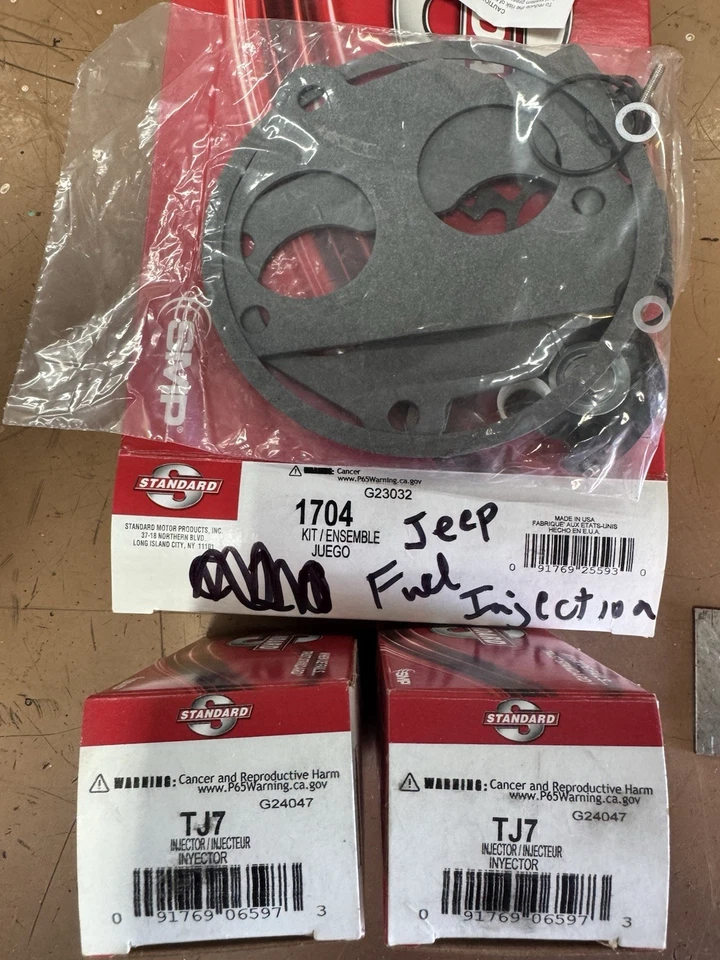 CAUTION
SMP®
S
STANDARD
WARNING: Cancer
www.P65Warning.ca.gov
G23032
STANDARD MOTOR PRODUCTS, INC.
37-18 NORTHERN BLVD.
LONG ISLAND CITY, NY 11101
1704
KIT / ENSEMBLE
JUEGO
MADE IN USA
FABRIQUÉ AUX ETATS-UNIS
HECHO EN E.U.A.
0 91769 25593 0
Jeep
Fuel Injection
STANDARD
WARNING: Cancer and Reproductive Harm
www.P65Warning.ca.gov
G24047
TJ7
INJECTOR / INJECTEUR
INYECTOR
0 91769 06597 3
SMP
STANDARD
WARNING: Cancer and Reproductive Harm
www.P65Warning.ca.gov
G24047
TJ7
INJECTOR / INJECTEUR
INYECTOR
0 91769 06597 3